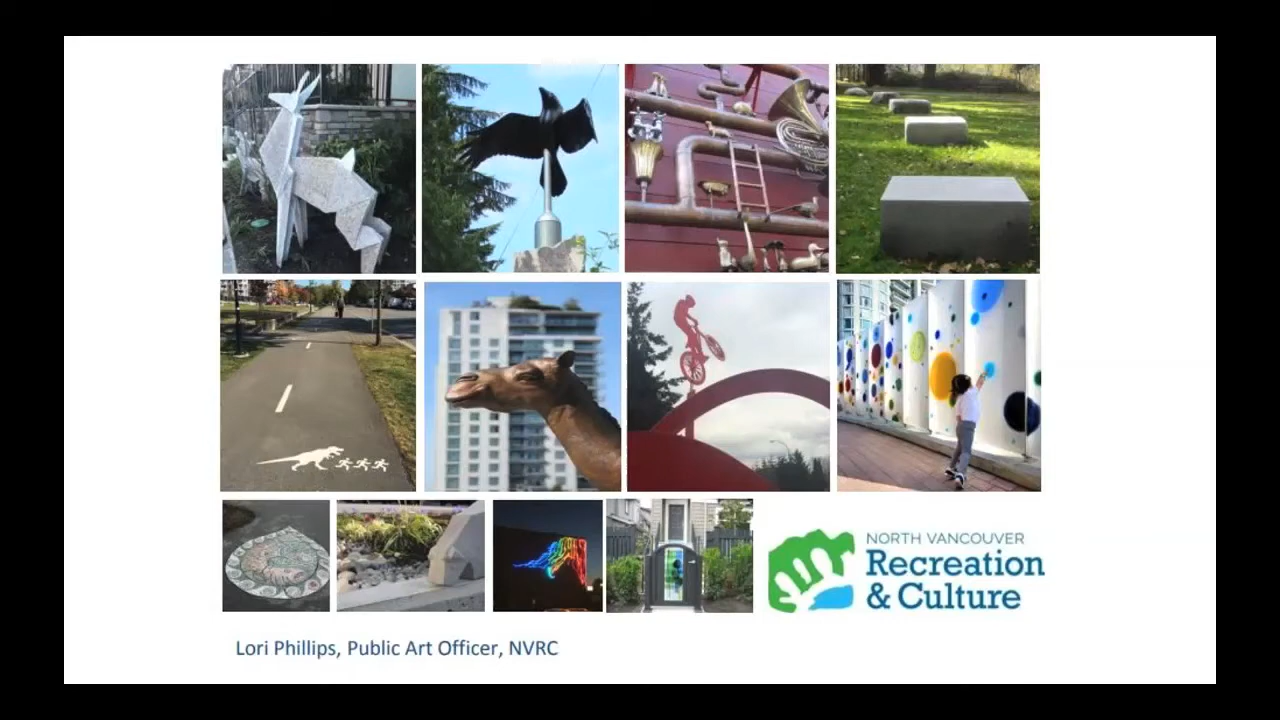 NORTH VANCOUVER
Recreation
& Culture
Lori Phillips, Public Art Officer, NVRC